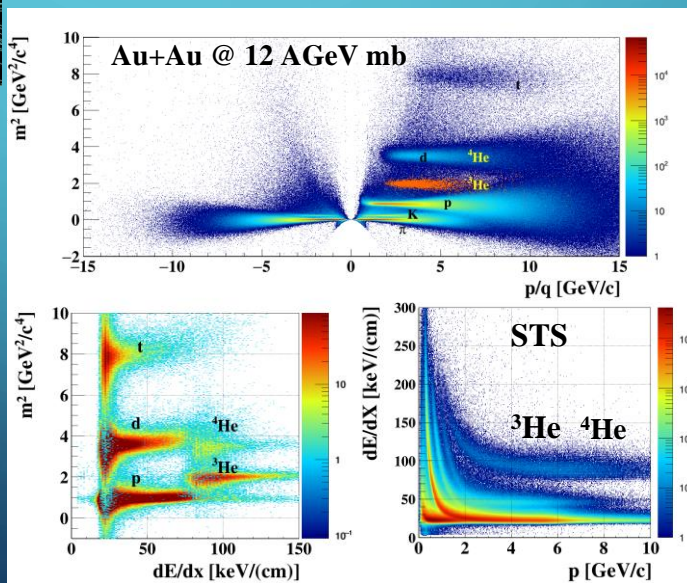 Au+Au @ 12 AGeV mb
m² [GeV²/c⁴]
10
8
6
4
2
0
−2
t
d
⁴He
³He
p
K
π
−15
−10
−5
0
5
10
15
p/q [GeV/c]
10⁴
10³
10²
10
1
m² [GeV²/c⁴]
10
8
6
4
2
0
t
d
⁴He
³He
p
0
50
100
150
dE/dx [keV/(cm)]
10
1
10⁻¹
dE/dX [keV/(cm)]
300
250
200
150
100
50
0
STS
³He ⁴He
0
2
4
6
8
10
p [GeV/c]
1